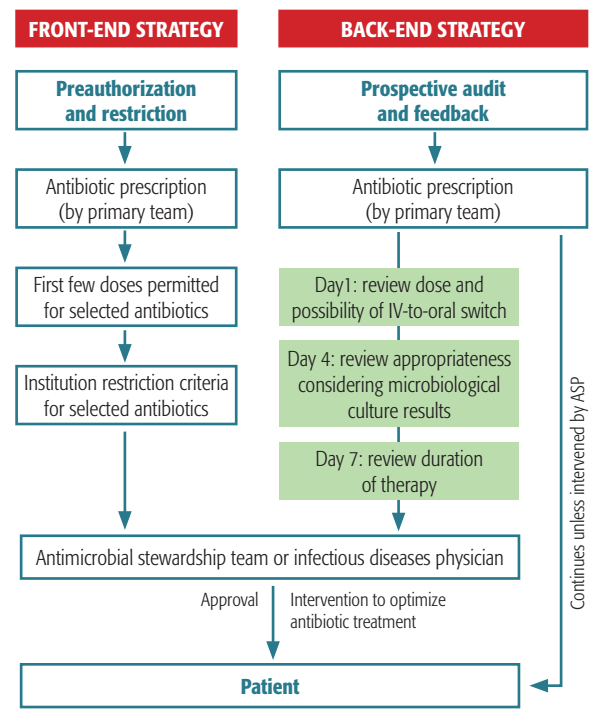 FRONT-END STRATEGY
Preauthorization
and restriction
Antibiotic prescription
(by primary team)
First few doses permitted
for selected antibiotics
Institution restriction criteria
for selected antibiotics
BACK-END STRATEGY
Prospective audit
and feedback
Antibiotic prescription
(by primary team)
Day1: review dose and
possibility of IV-to-oral switch
Day 4: review appropriateness
considering microbiological
culture results
Day 7: review duration
of therapy
Continues unless intervened by ASP
Antimicrobial stewardship team or infectious diseases physician
Approval
Intervention to optimize
antibiotic treatment
Patient